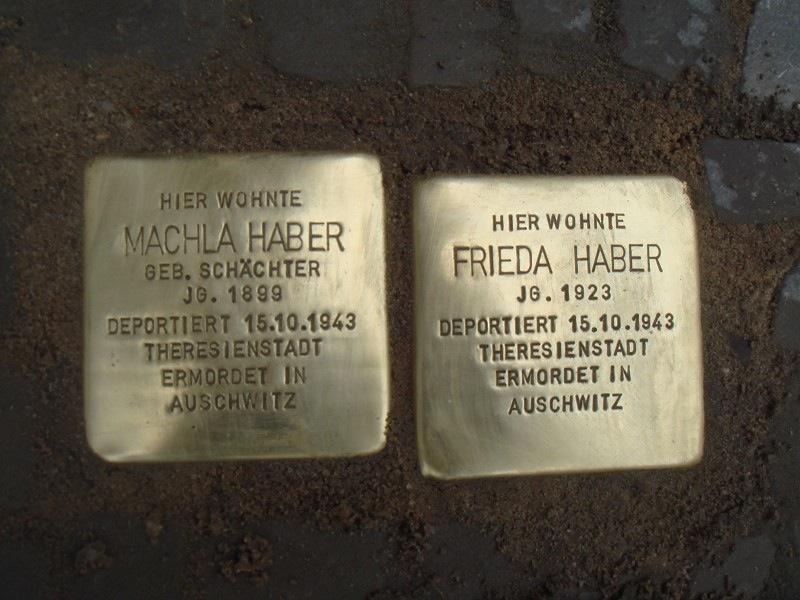 HIER WOHNTE
MACHLA HABER
GEB. SCHÄCHTER
JG. 1899
DEPORTIERT 15.10.1943
THERESIENSTADT
ERMORDET IN
AUSCHWITZ
HIER WOHNTE
FRIEDA HABER
JG. 1923
DEPORTIERT 15.10.1943
THERESIENSTADT
ERMORDET IN
AUSCHWITZ